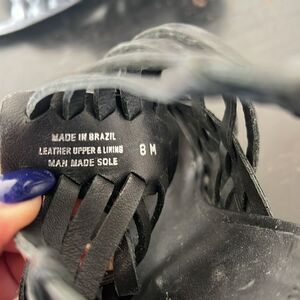 MADE IN BRAZIL
LEATHER UPPER & LINING 8 M
MAN MADE SOLE